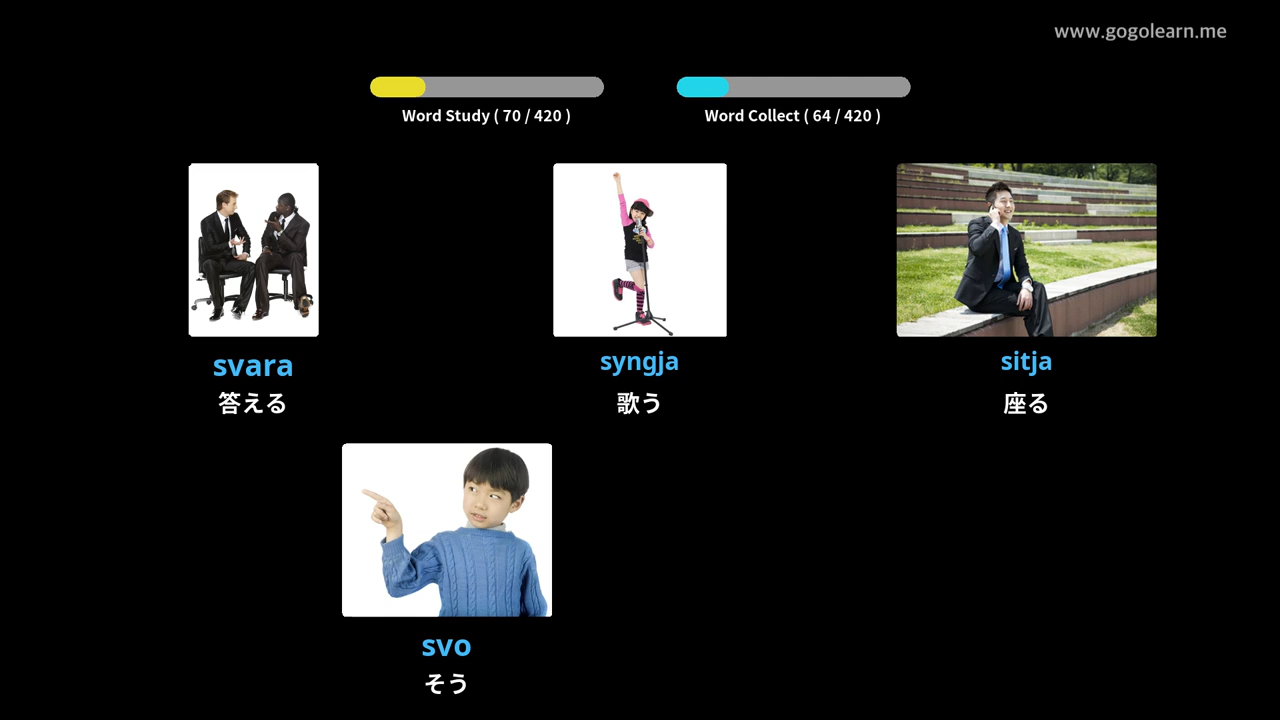 www.gogolearn.me
Word Study ( 70 / 420 )
Word Collect ( 64 / 420 )
svara
答える
syngja
歌う
sitja
座る
svo
そう